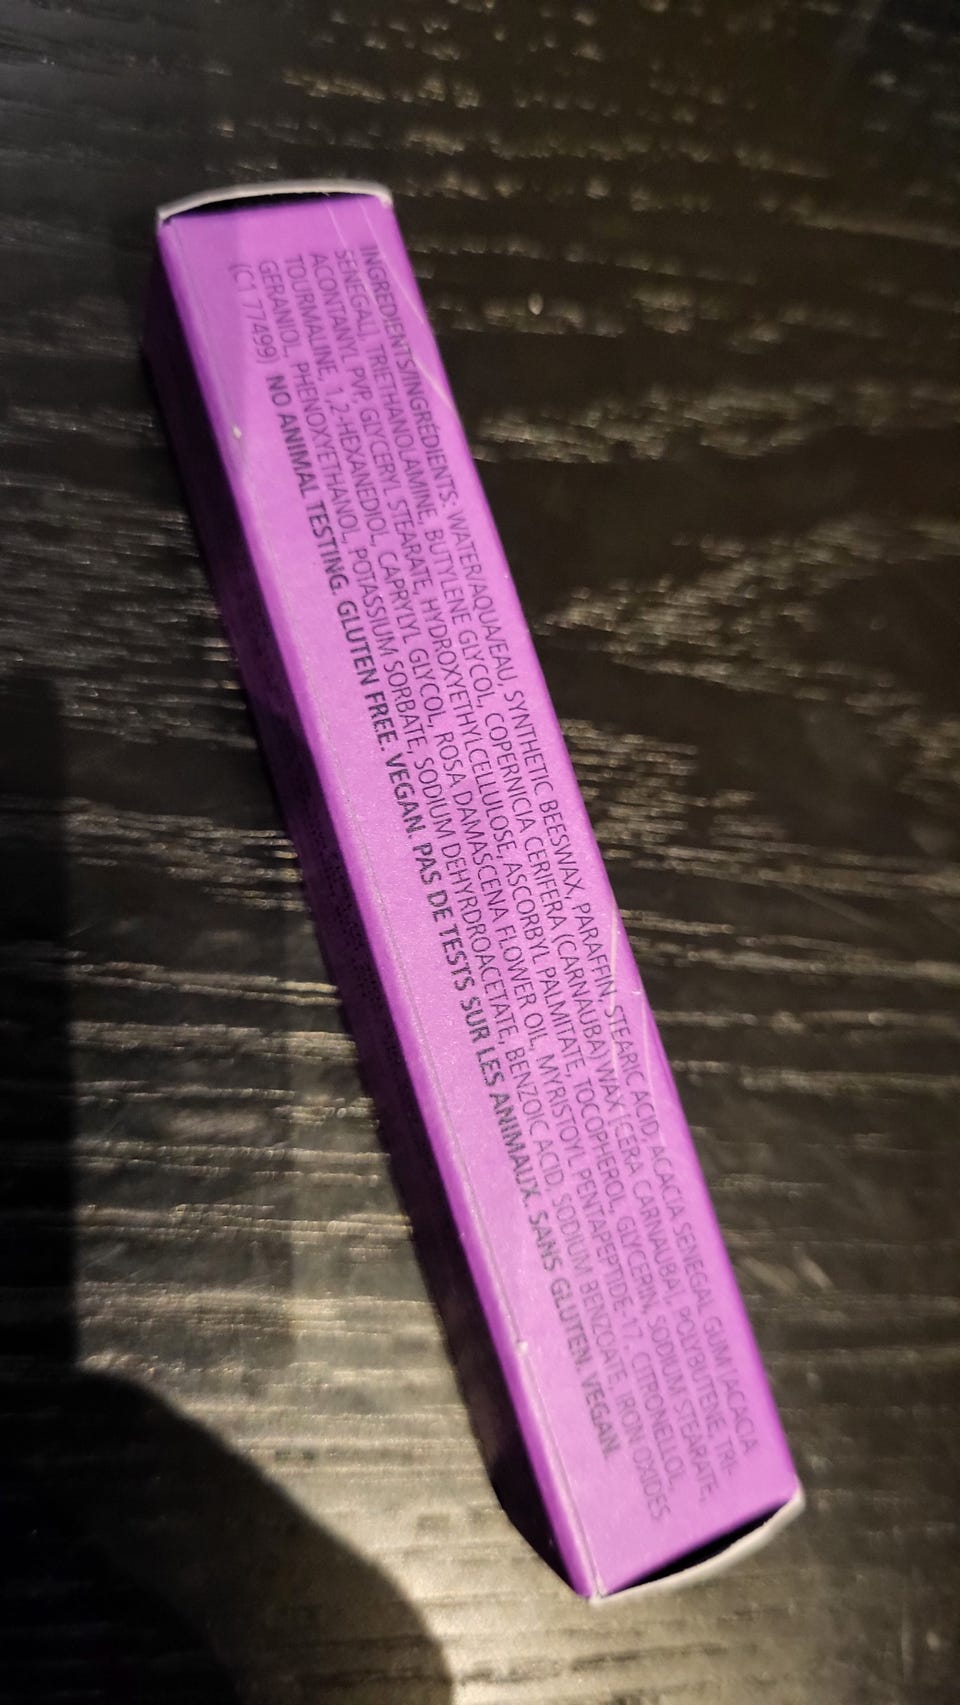 INGREDIENTS/INGRÉDIENTS: WATER/AQUA/EAU, SYNTHETIC BEESWAX, PARAFFIN, STEARIC ACID, ACACIA SENEGAL GUM (ACACIA
SENEGAL), TRIETHANOLAMINE, BUTYLENE GLYCOL, COPERNICIA CERIFERA (CARNAUBA) WAX (CERA CARNAUBA), POLYBUTENE, TRI-
ACONTANYL PVP, GLYCERYL STEARATE, HYDROXYETHYLCELLULOSE, ASCORBYL PALMITATE, TOCOPHEROL, GLYCERIN, SODIUM STEARATE,
TOURMALINE, 1,2-HEXANEDIOL, CAPRYLYL GLYCOL, ROSA DAMASCENA FLOWER OIL, MYRISTOYL PENTAPEPTIDE-17, CITRONELLOL,
GERANIOL, PHENOXYETHANOL, POTASSIUM SORBATE, SODIUM DEHYRDROACETATE, BENZOIC ACID, SODIUM BENZOATE, IRON OXIDES
(C1 77499) NO ANIMAL TESTING. GLUTEN FREE. VEGAN. PAS DE TESTS SUR LES ANIMAUX. SANS GLUTEN. VEGAN.